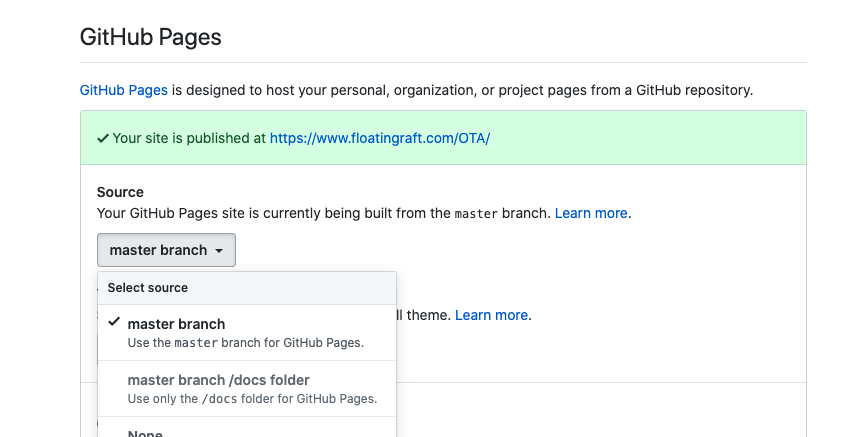 GitHub Pages
GitHub Pages is designed to host your personal, organization, or project pages from a GitHub repository.
Your site is published at https://www.floatingraft.com/OTA/
Source
Your GitHub Pages site is currently being built from the master branch. Learn more.
master branch
Select source
ll theme. Learn more.
master branch
Use the master branch for GitHub Pages.
master branch /docs folder
Use only the /docs folder for GitHub Pages.
None